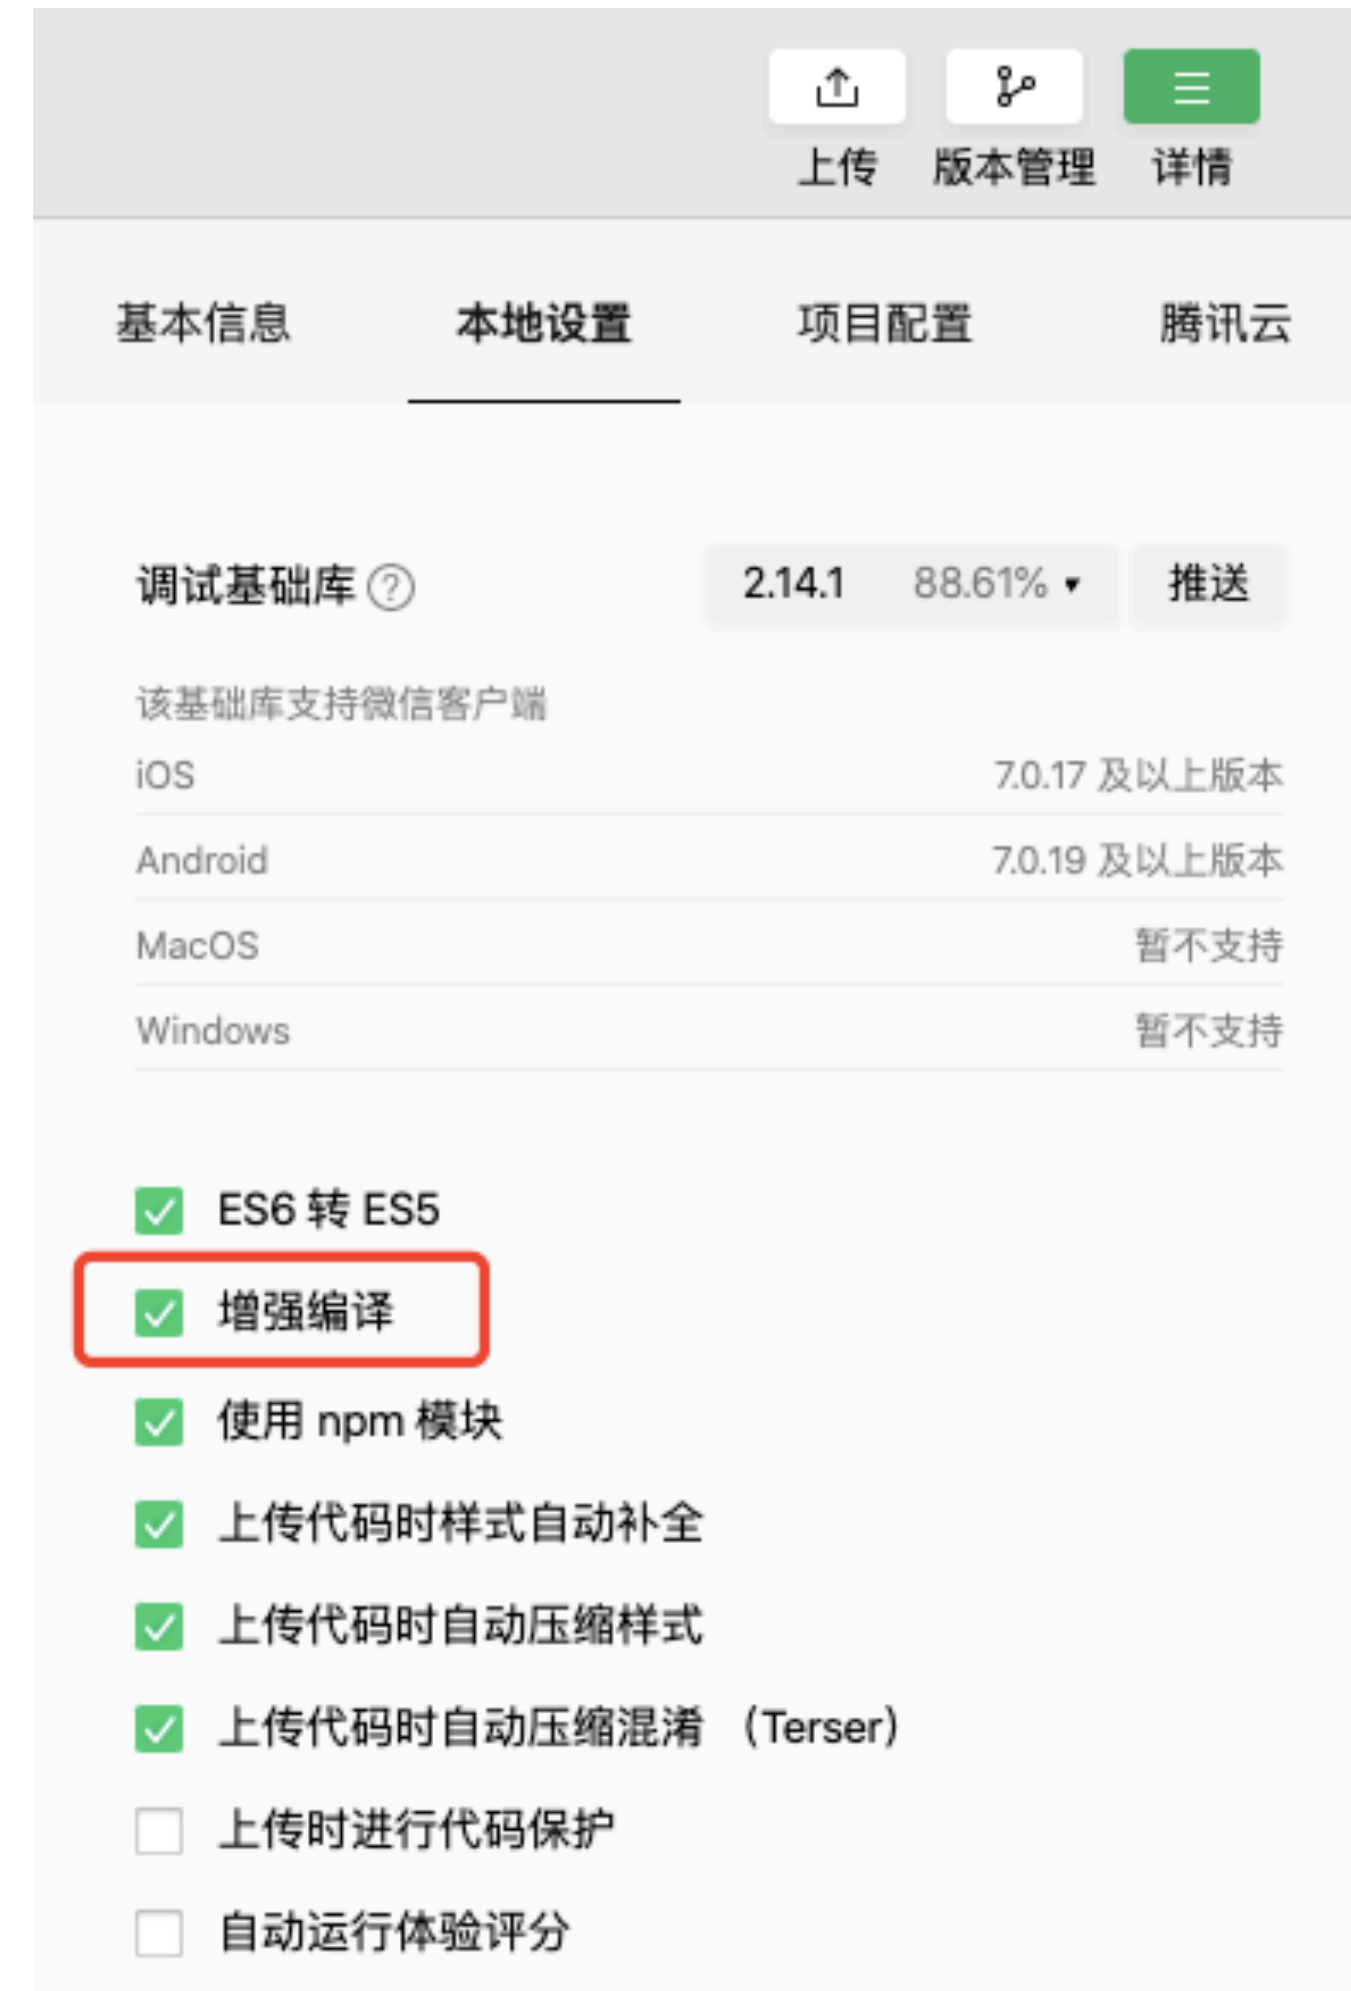 上传 版本管理 详情
基本信息 本地设置 项目配置 腾讯云
调试基础库 ? 2.14.1 88.61% ▾ 推送
该基础库支持微信客户端
iOS 7.0.17 及以上版本
Android 7.0.19 及以上版本
MacOS 暂不支持
Windows 暂不支持
ES6 转 ES5
增强编译
使用 npm 模块
上传代码时样式自动补全
上传代码时自动压缩样式
上传代码时自动压缩混淆 （Terser）
上传时进行代码保护
自动运行体验评分